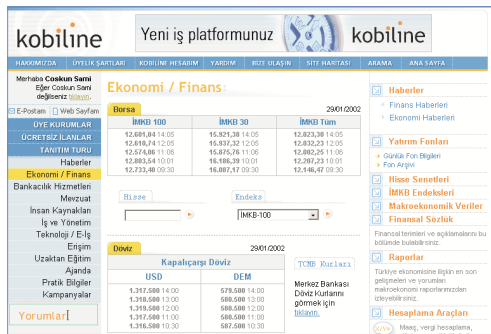 kobiline
Yeni iş platformunuz
kobiline
HAKKIMIZDA ÜYELİK ŞARTLARI KOBİLİNE HESABIM YARDIM BİZE ULAŞIN SİTE HARİTASI ARAMA ANA SAYFA
Merhaba Coskun Sami
Eğer Coskun Sami
değilseniz tıklayın.
E-Postam Web Sayfam
ÜYE KURUMLAR
ÜCRETSİZ İLANLAR
TANITIM TURU
Haberler
Ekonomi / Finans
Bankacılık Hizmetleri
Mevzuat
İnsan Kaynakları
İş ve Yönetim
Teknoloji / E-İş
Erişim
Uzaktan Eğitim
Ajanda
Pratik Bilgiler
Kampanyalar
Yorumlar
Ekonomi / Finans
Borsa 29/01/2002
İMKB 100 İMKB 30 İMKB Tüm
12.681,04 14:05 15.921,38 14:05 12.823,38 14:05
12.618,74 12:05 15.937,32 12:05 12.832,23 12:05
12.574,06 11:05 15.875,76 11:05 12.802,25 11:05
12.803,54 10:01 16.186,39 10:01 12.207,23 10:01
12.733,48 09:30 16.087,17 09:30 12.146,47 09:30
Hisse Endeks
İMKB-100
Döviz 29/01/2002
Kapalıçarşı Döviz
USD DEM
1.317.500 14:00 579.500 14:00
1.318.500 13:00 580.500 13:00
1.319.500 12:00 580.500 12:00
1.317.500 11:00 580.500 11:00
1.316.500 10:30 587.500 10:30
TCMB Kurları
Merkez Bankası
Döviz Kurlarını
görmek için
tıklayın.
Haberler
Finans Haberleri
Ekonomi Haberleri
Yatırım Fonları
Günlük Fon Bilgileri
Fon Arşivi
Hisse Senetleri
İMKB Endeksleri
Makroekonomik Veriler
Finansal Sözlük
Finansal terimleri ve açıklamalarını bu
bölümde bulabilirsiniz.
Raporlar
Türkiye ekonomisine ilişkin en son
gelişmeleri ve yorumları
makroekonomi raporlarımızdan
izleyebilirsiniz.
Hesaplama Araçları
Maaş, vergi hesaplama,